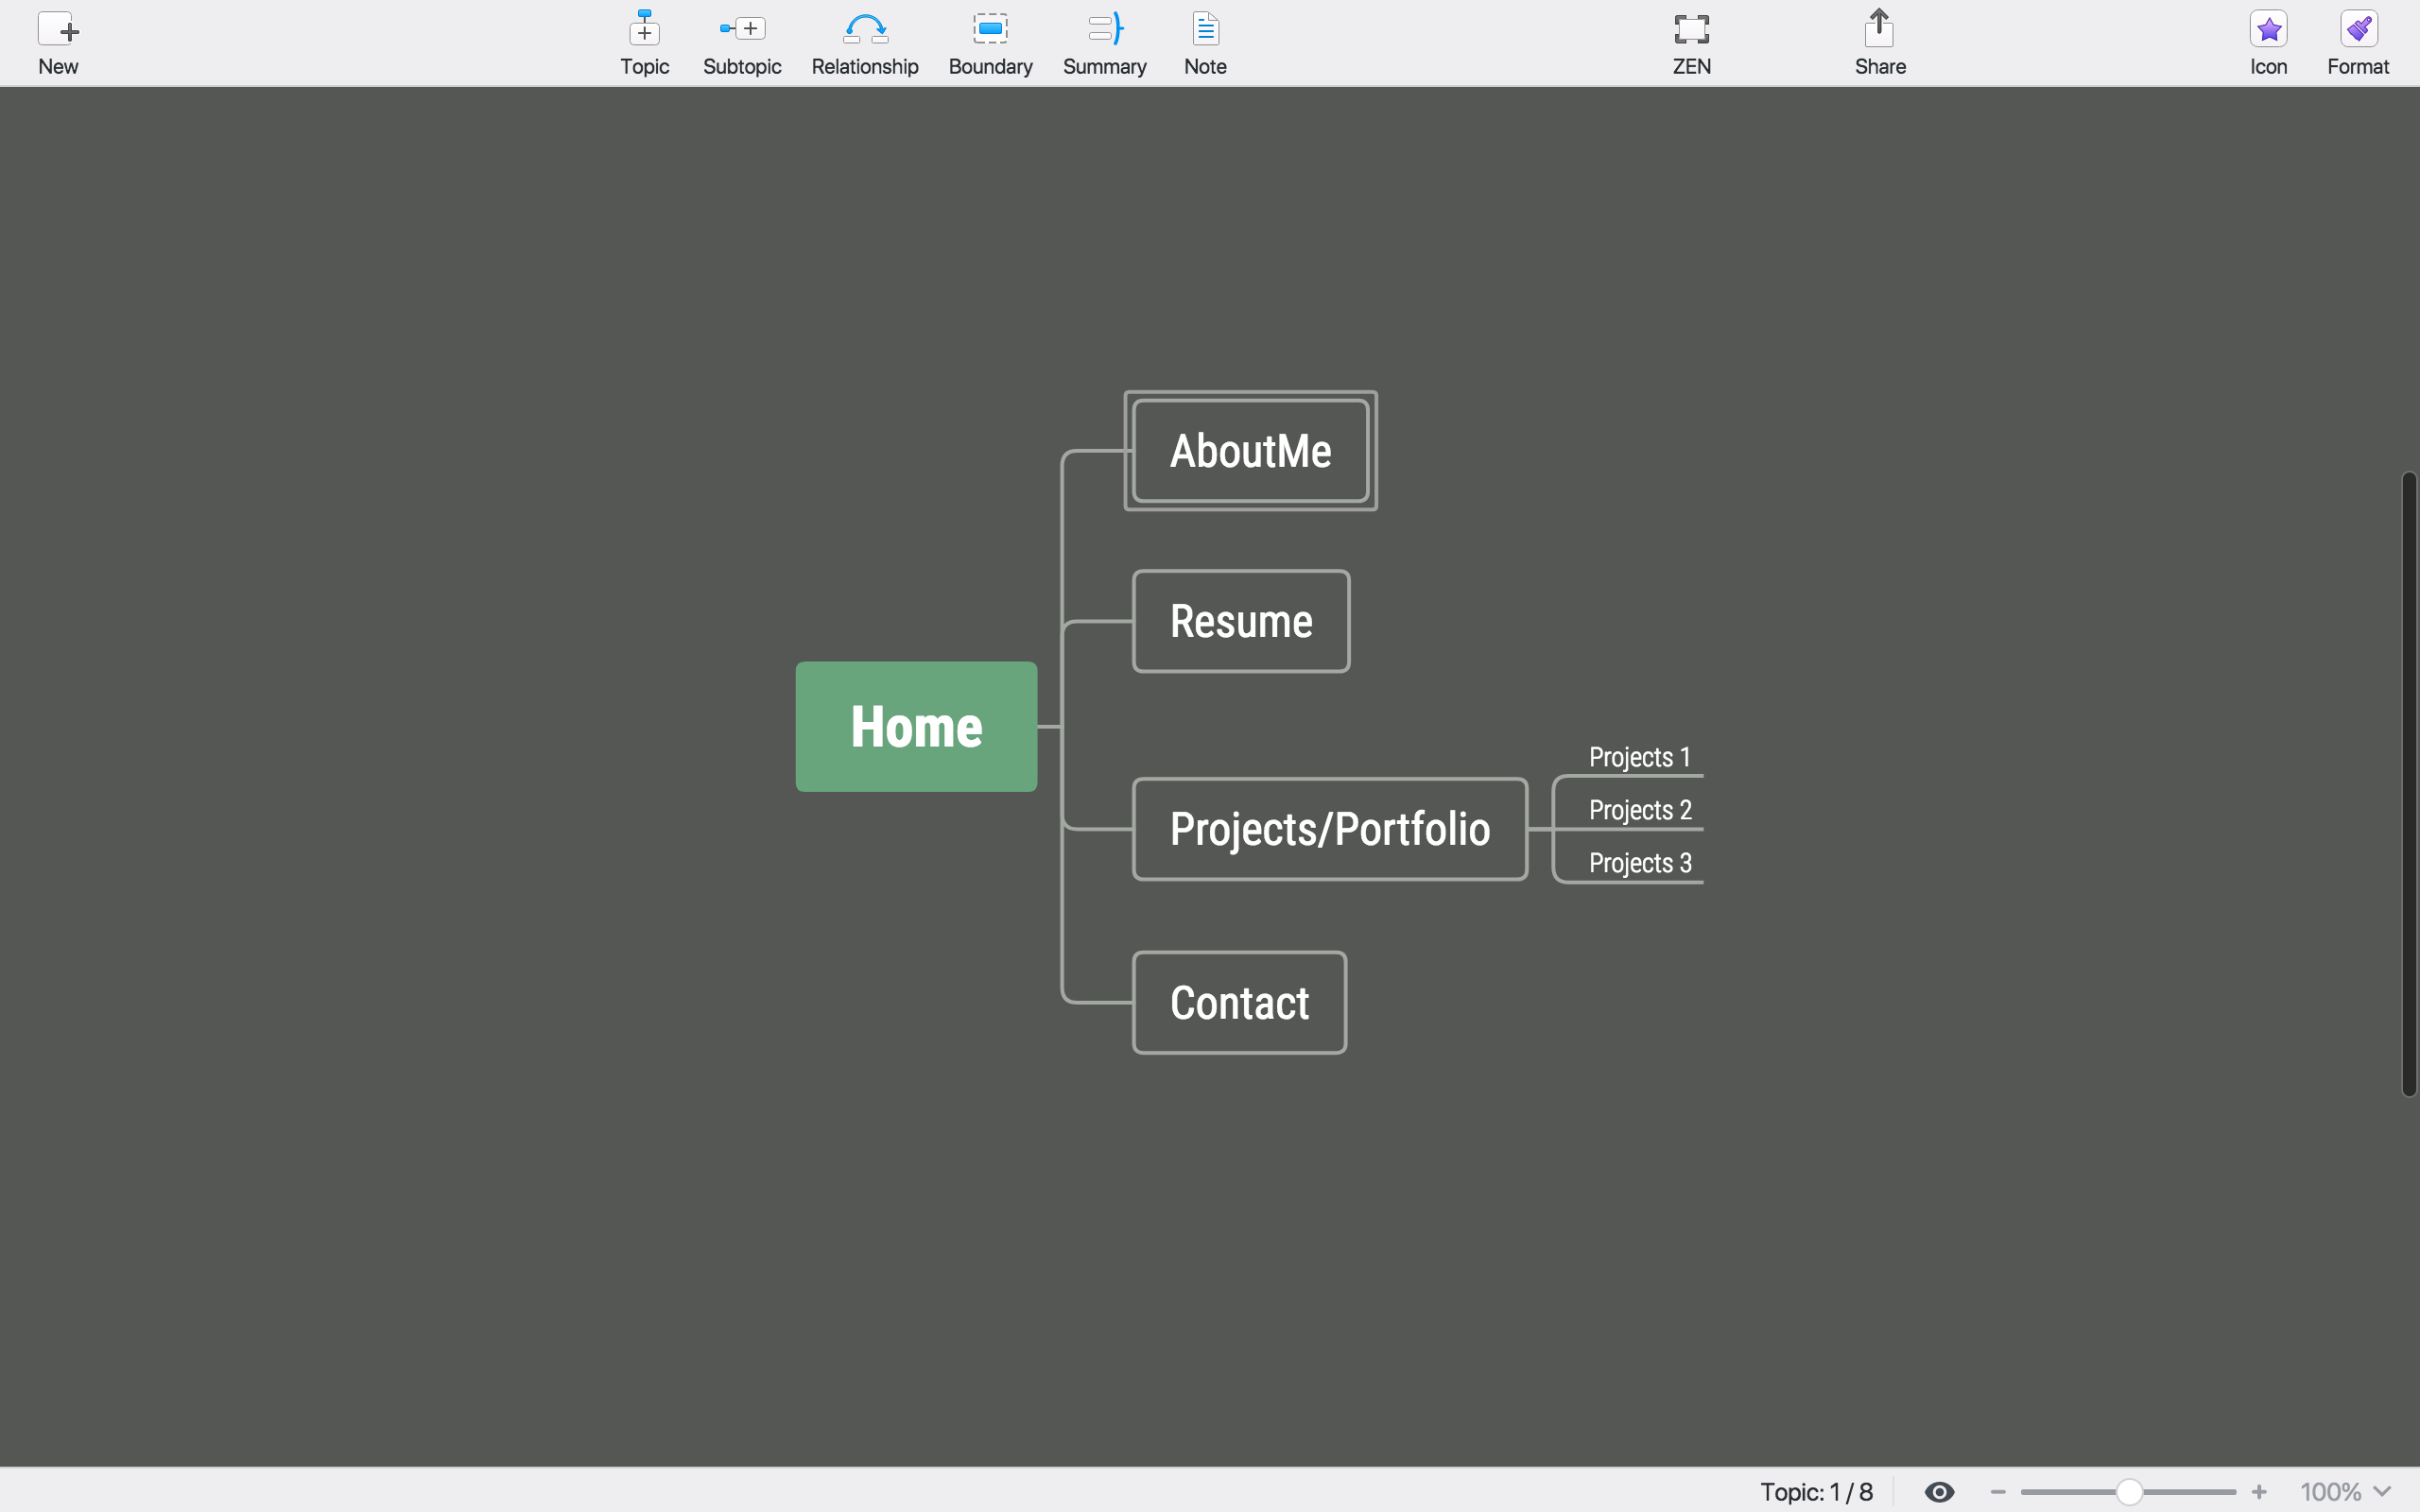 New
Topic
Subtopic
Relationship
Boundary
Summary
Note
ZEN
Share
Icon
Format
AboutMe
Resume
Home
Projects/Portfolio
Projects 1
Projects 2
Projects 3
Contact
Topic: 1 / 8
100%